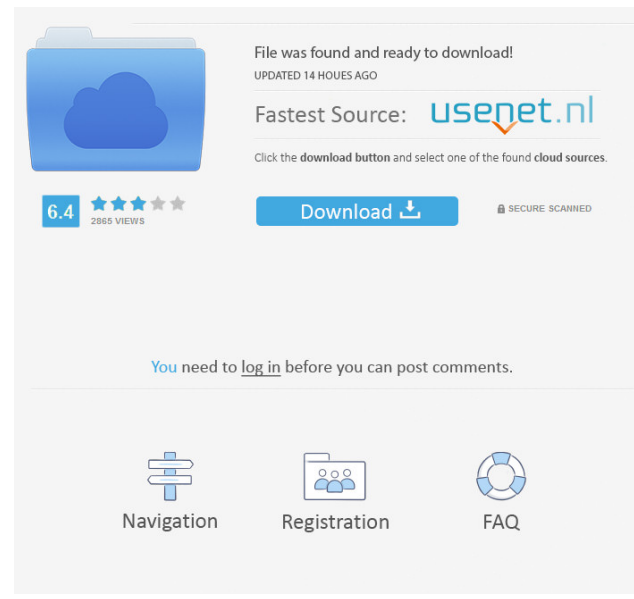 File was found and ready to download!
UPDATED 14 HOUES AGO
Fastest Source: usenet.nl
Click the download button and select one of the found cloud sources.
6.4
2865 VIEWS
Download
SECURE SCANNED
You need to log in before you can post comments.
Navigation
Registration
FAQ